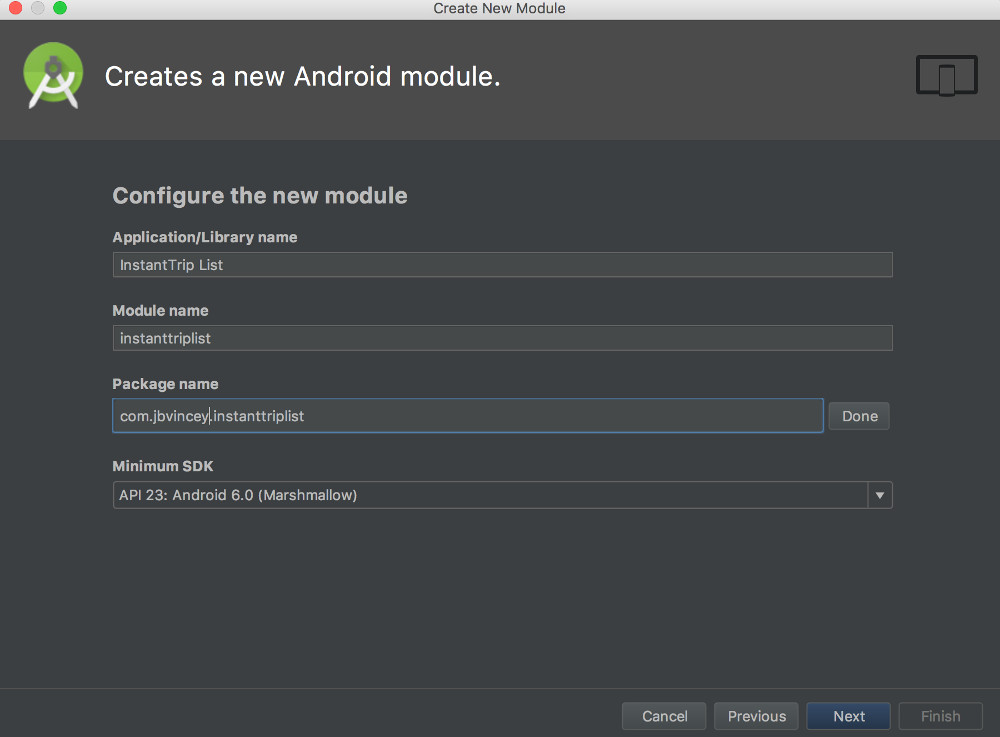 Create New Module
Creates a new Android module.
Configure the new module
Application/Library name
InstantTrip List
Module name
instanttriplist
Package name
com.jbvincey.instanttriplist
Done
Minimum SDK
API 23: Android 6.0 (Marshmallow)
Cancel Previous Next Finish